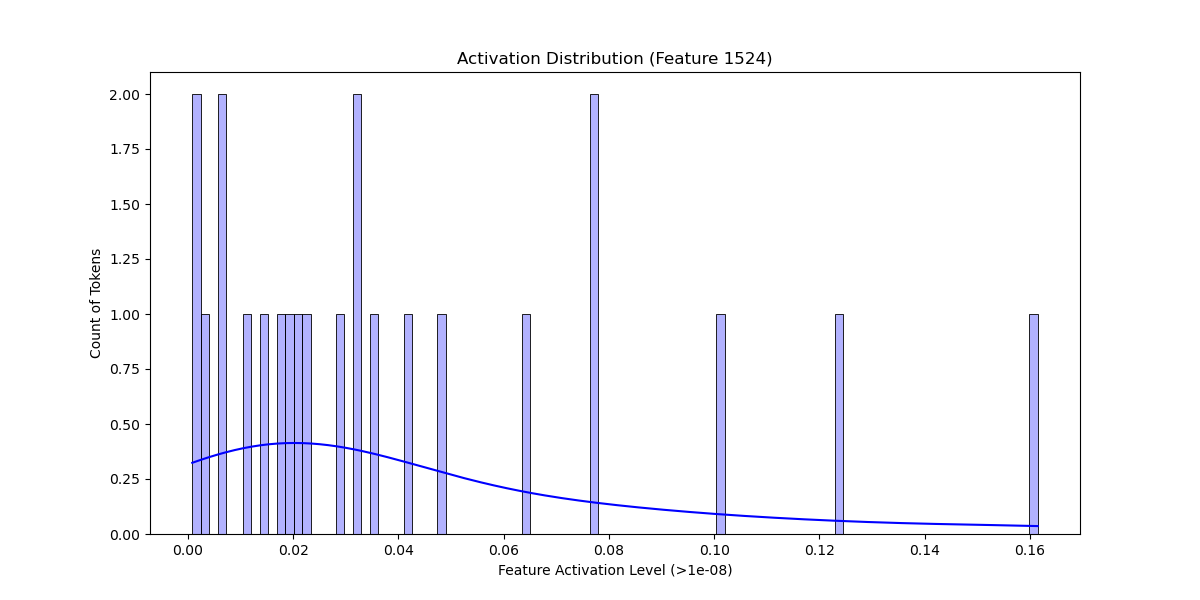 Activation Distribution (Feature 1524)
Count of Tokens
2.00
1.75
1.50
1.25
1.00
0.75
0.50
0.25
0.00
0.00 0.02 0.04 0.06 0.08 0.10 0.12 0.14 0.16
Feature Activation Level (>1e-08)